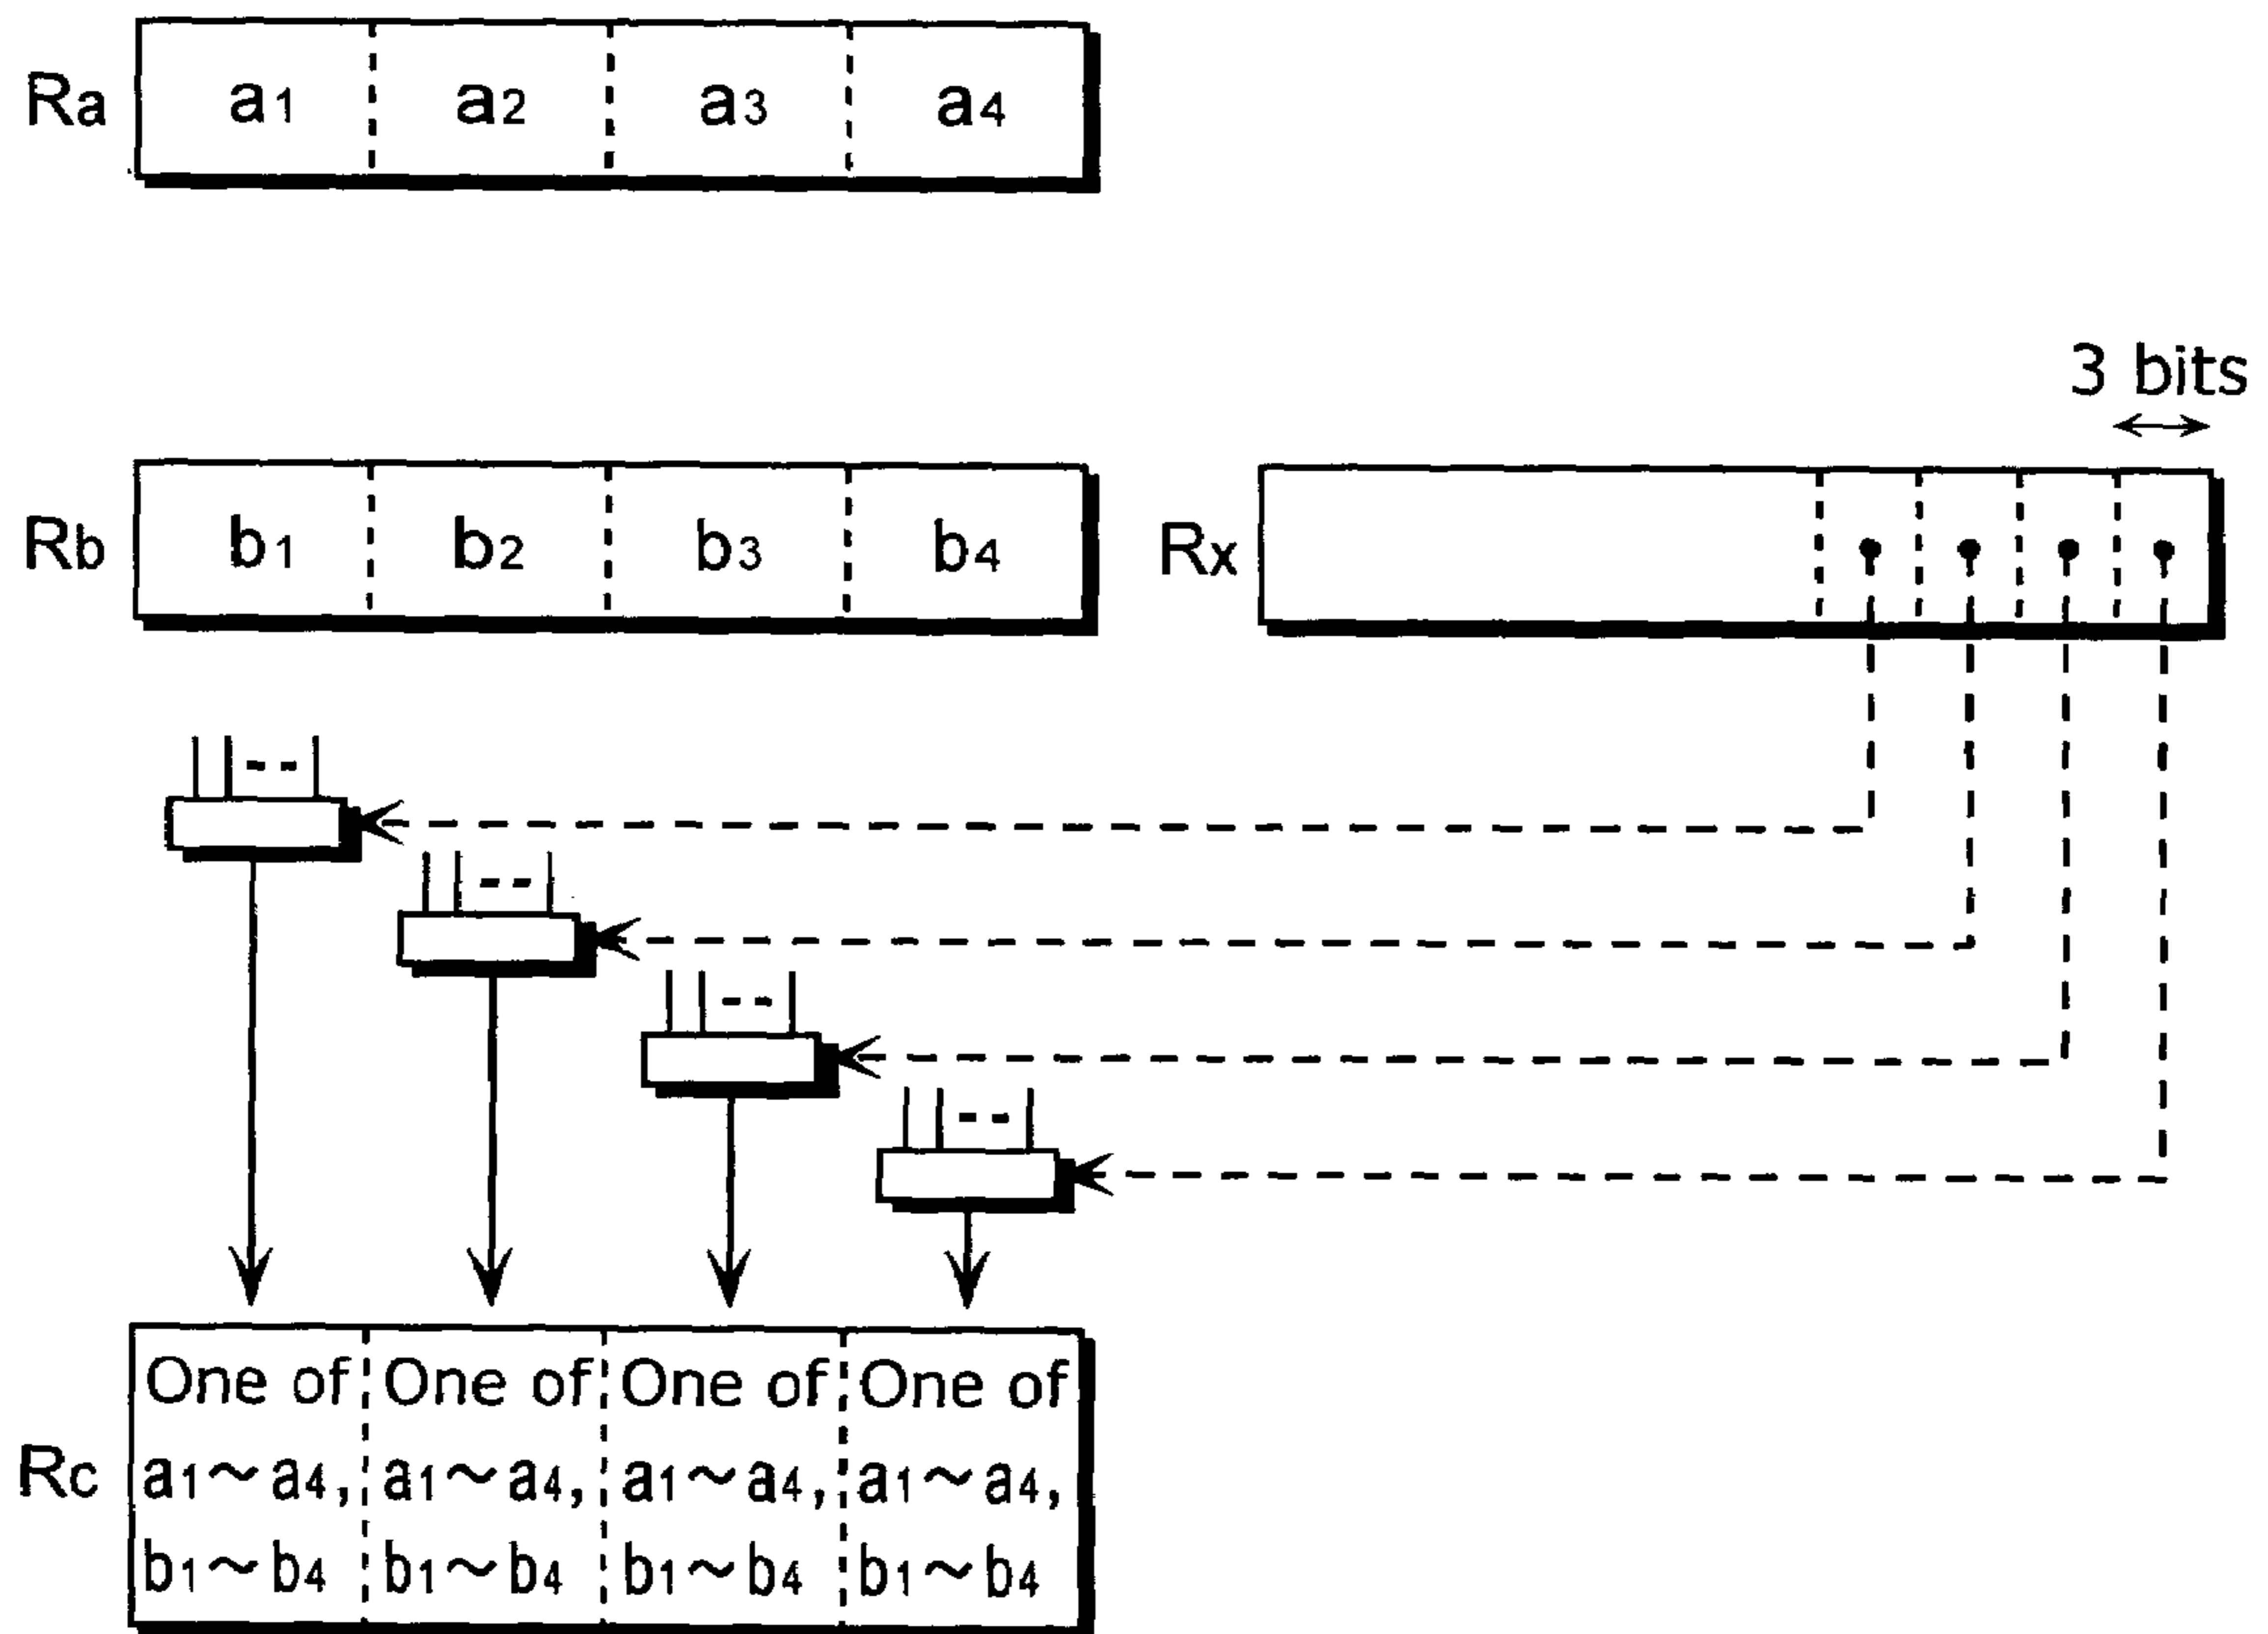 Ra a1 a2 a3 a4
3 bits
Rb b1 b2 b3 b4 Rx
One of One of One of One of
Rc a1~a4, a1~a4, a1~a4, a1~a4,
b1~b4 b1~b4 b1~b4 b1~b4